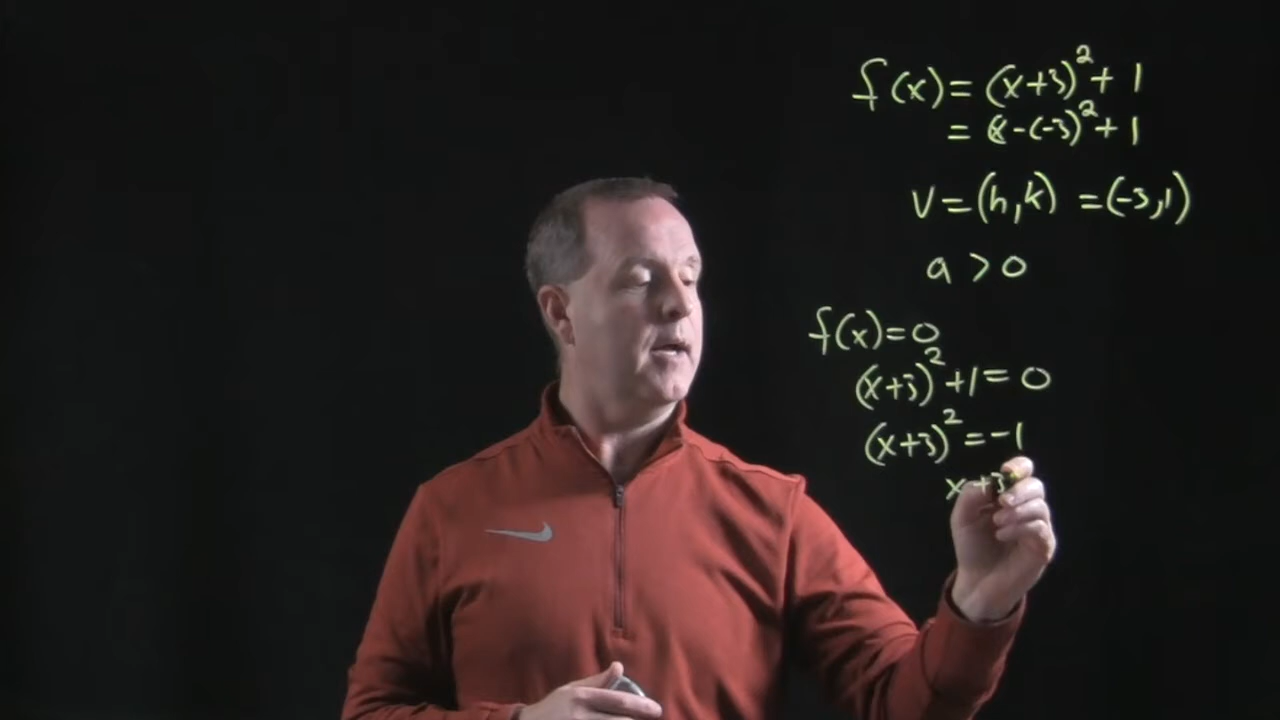 f(x) = (x+3)² + 1
= (x-(-3)² + 1
V = (h,k) = (-3,1)
a > 0
f(x) = 0
(x+3)² + 1 = 0
(x+3)² = -1
x+3